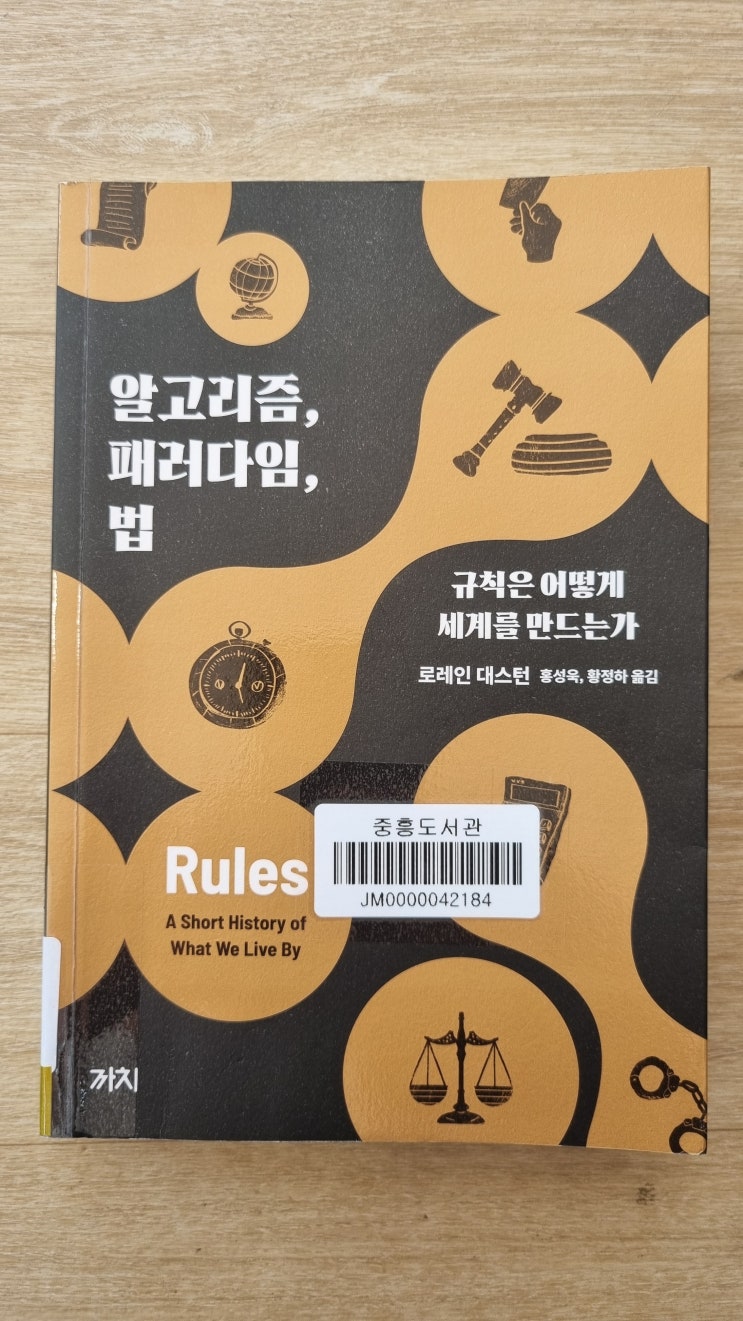 알고리즘,
패러다임,
법
규칙은 어떻게
세계를 만드는가
로레인 대스턴 홍성욱, 황정하 옮김
중흥도서관
JM0000042184
Rules
A Short History of
What We Live By
까치